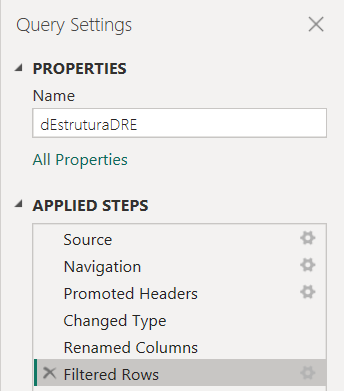 Query Settings
PROPERTIES
Name
dEstruturaDRE
All Properties
APPLIED STEPS
Source
Navigation
Promoted Headers
Changed Type
Renamed Columns
Filtered Rows